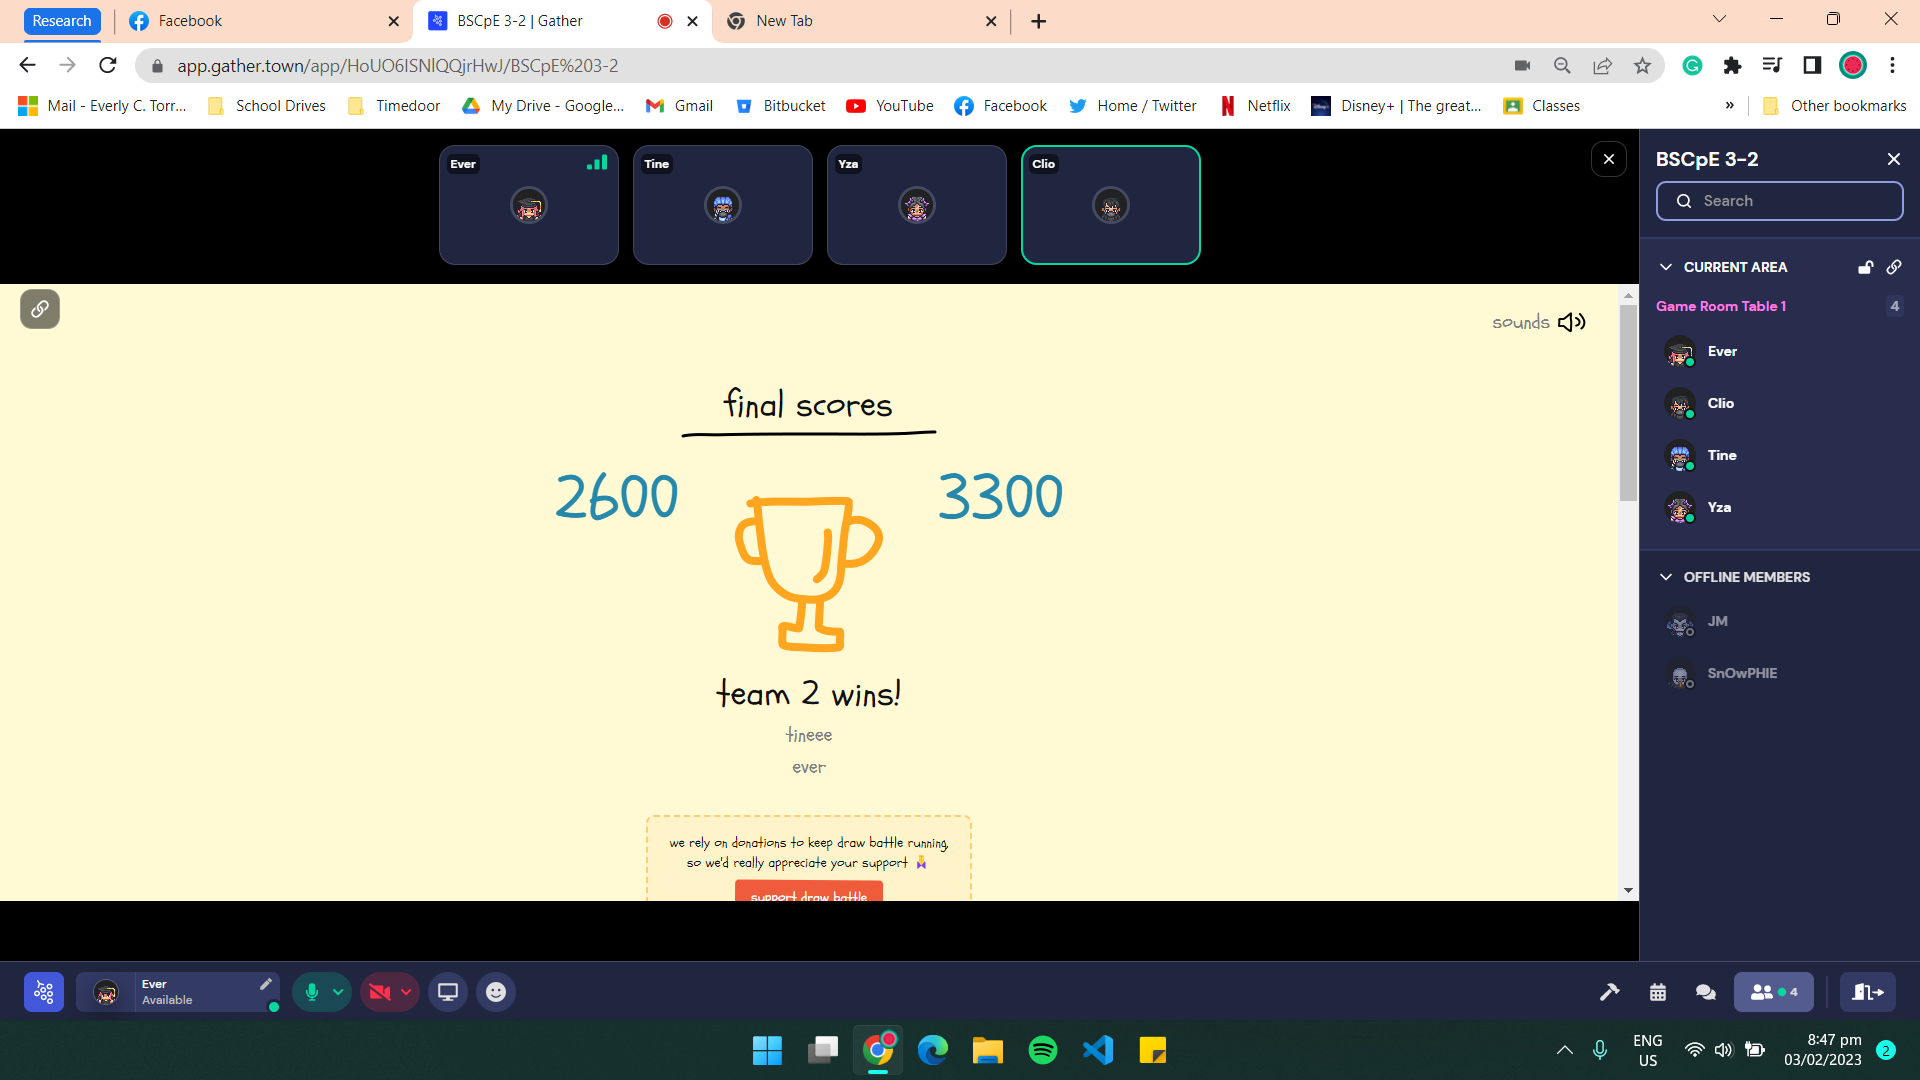 Research
Facebook
BSCpE 3-2 | Gather
New Tab
app.gather.town/app/HoUO6ISNlQQjrHwJ/BSCpE%203-2
Mail - Everly C. Torr...
School Drives
Timedoor
My Drive - Google...
Gmail
Bitbucket
YouTube
Facebook
Home / Twitter
Netflix
Disney+ | The great...
Classes
»
Other bookmarks
Ever
Tine
Yza
Clio
BSCpE 3-2
Search
CURRENT AREA
Game Room Table 1
4
Ever
Clio
Tine
Yza
OFFLINE MEMBERS
JM
SnOwPHIE
sounds
final scores
2600
3300
team 2 wins!
tineee
ever
we rely on donations to keep draw battle running,
so we'd really appreciate your support
support draw battle
Ever
Available
4
ENG
US
8:47 pm
03/02/2023
2